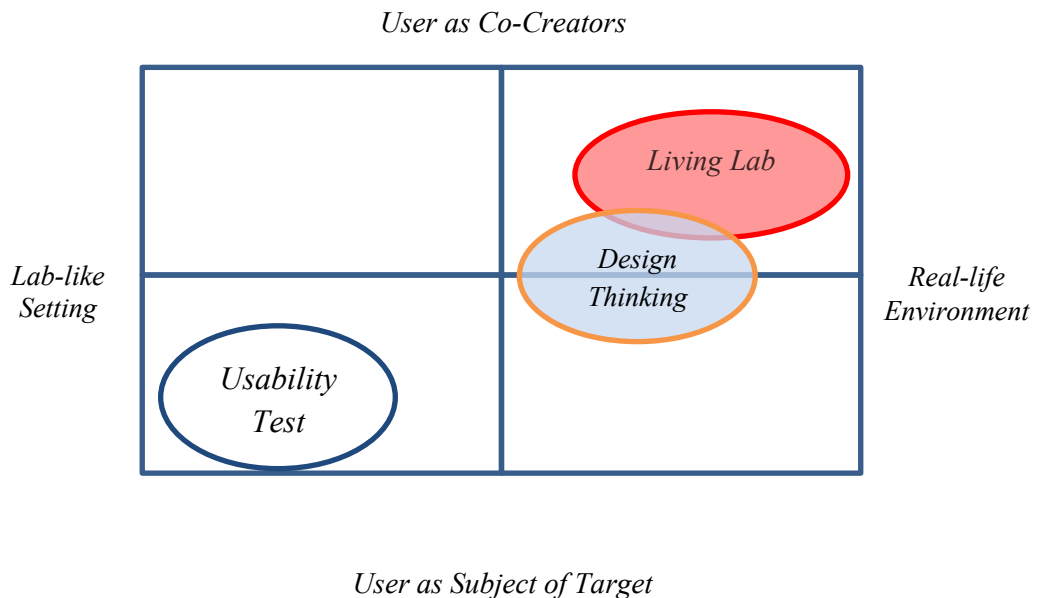 User as Co-Creators
Living Lab
Design
Thinking
Lab-like
Setting
Real-life
Environment
Usability
Test
User as Subject of Target